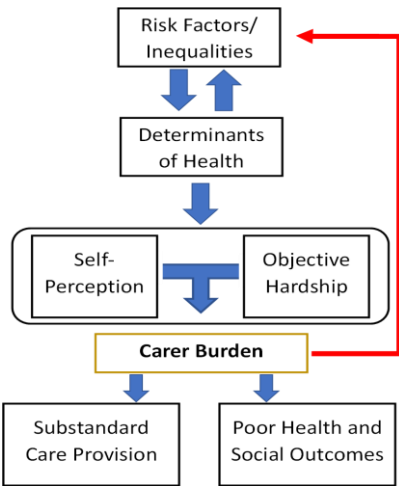 Risk Factors/
Inequalities
Determinants
of Health
Self-
Perception
Objective
Hardship
Carer Burden
Substandard
Care Provision
Poor Health and
Social Outcomes